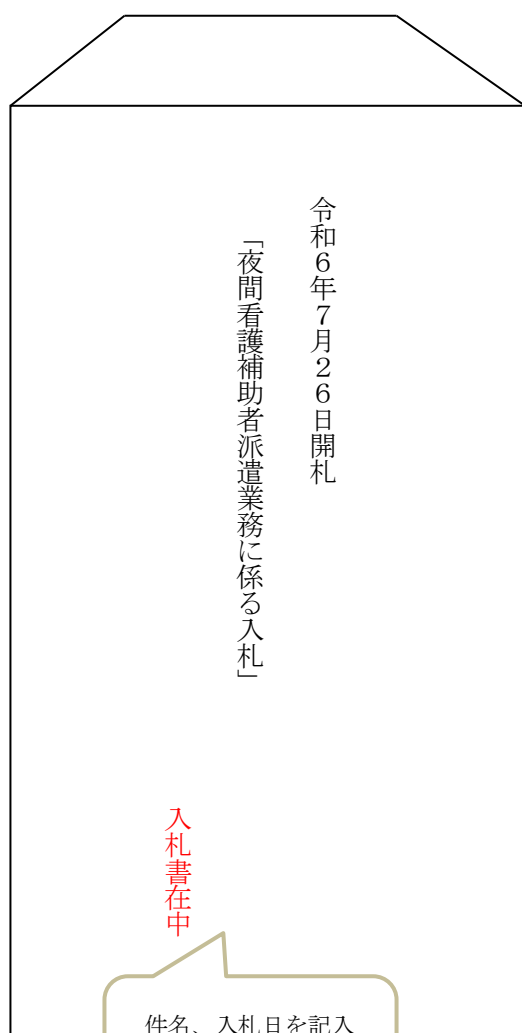 令和６年７月２６日開札
「夜間看護補助者派遣業務に係る入札」
入札書在中
件名、入札日を記入